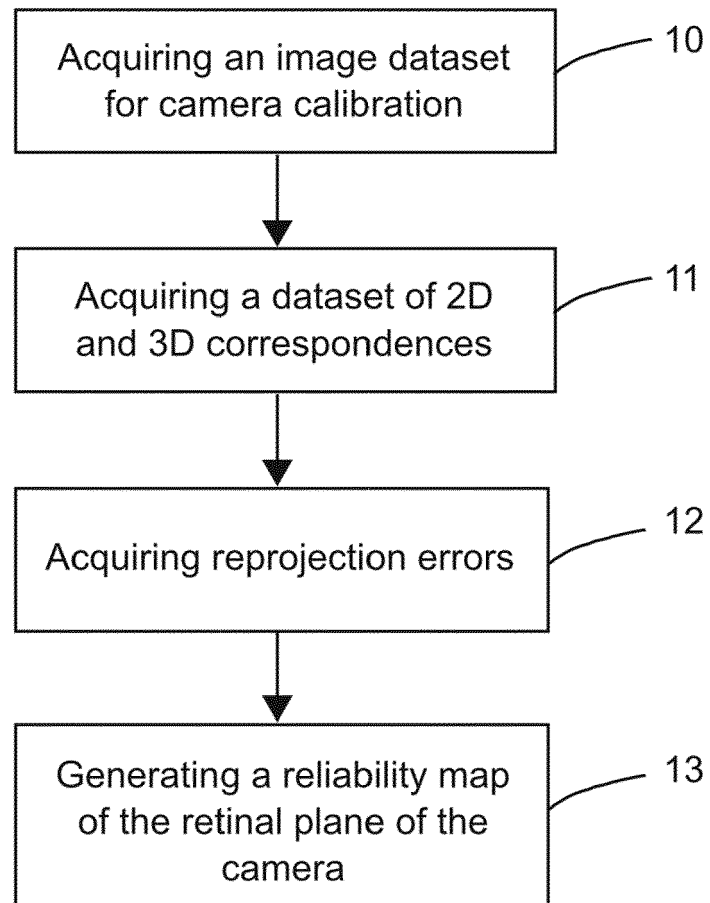 Acquiring an image dataset
for camera calibration
10
Acquiring a dataset of 2D
and 3D correspondences
11
Acquiring reprojection errors
12
Generating a reliability map
of the retinal plane of the
camera
13